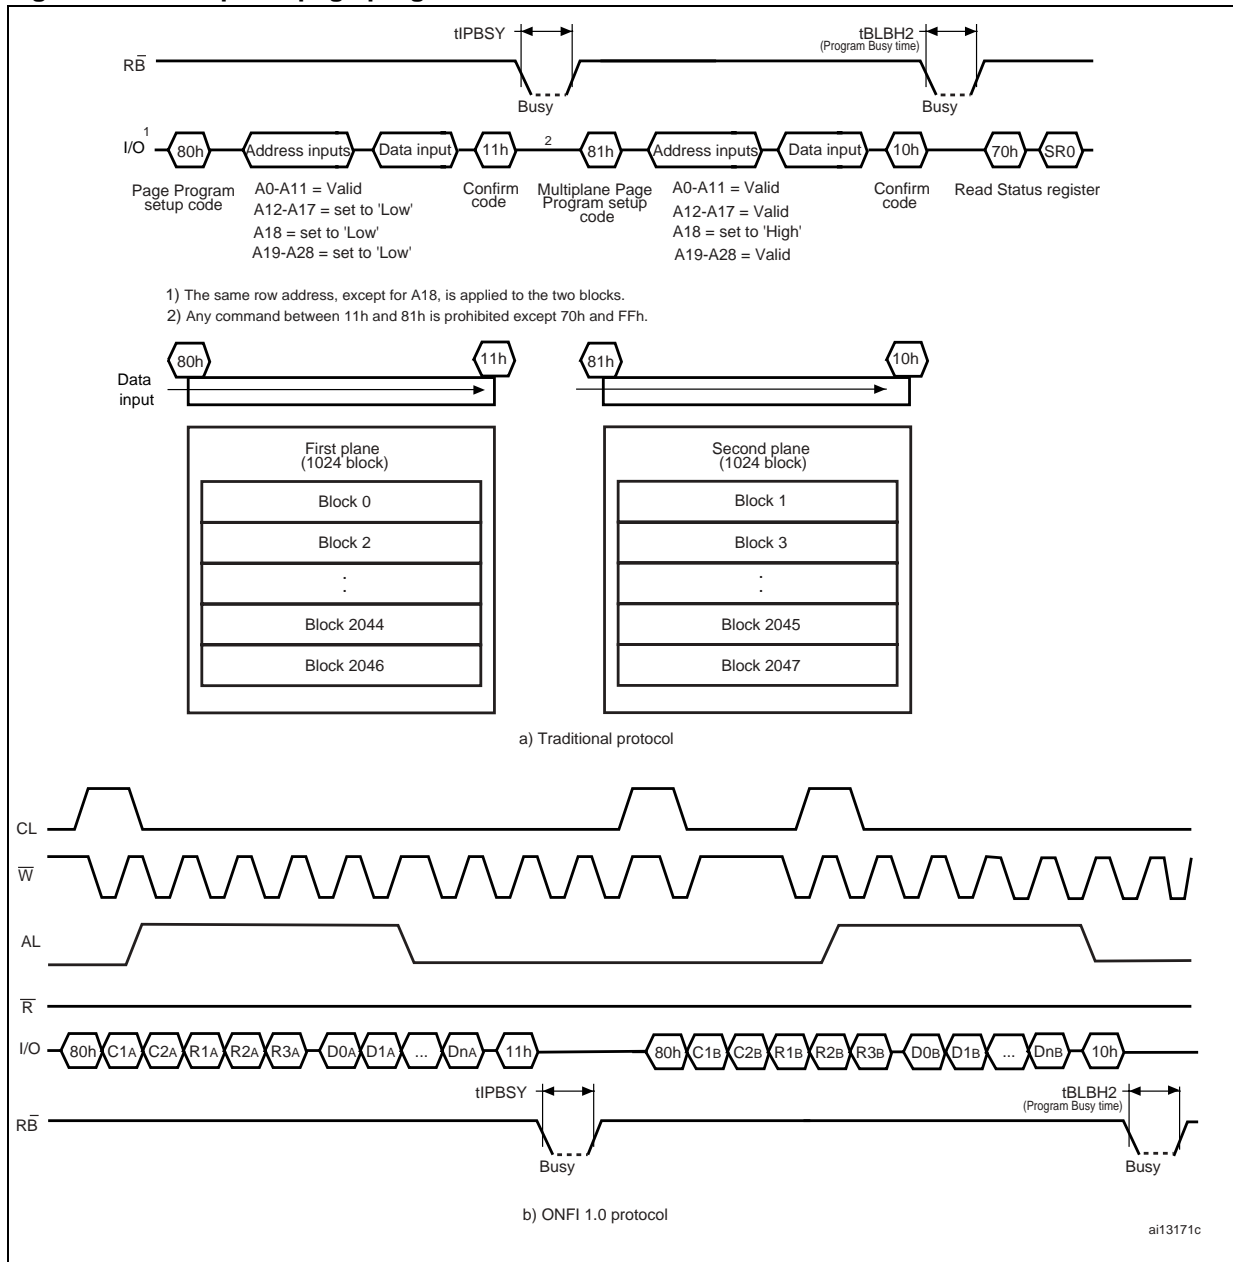 tIPBSY
tBLBH2
(Program Busy time)
RB̅
Busy
Busy
1
I/O
80h
Address inputs
Data input
11h
2
81h
Address inputs
Data input
10h
70h
SR0
Page Program
setup code
A0-A11 = Valid
A12-A17 = set to 'Low'
A18 = set to 'Low'
A19-A28 = set to 'Low'
Confirm
code
Multiplane Page
Program setup
code
A0-A11 = Valid
A12-A17 = Valid
A18 = set to 'High'
A19-A28 = Valid
Confirm
code
Read Status register
1) The same row address, except for A18, is applied to the two blocks.
2) Any command between 11h and 81h is prohibited except 70h and FFh.
80h
11h
81h
10h
Data
input
First plane
(1024 block)
Block 0
Block 2
:
Block 2044
Block 2046
Second plane
(1024 block)
Block 1
Block 3
:
Block 2045
Block 2047
a) Traditional protocol
CL
W̅
AL
R̅
I/O
80h
C1A
C2A
R1A
R2A
R3A
D0A
D1A
...
DnA
11h
80h
C1B
C2B
R1B
R2B
R3B
D0B
D1B
...
DnB
10h
tIPBSY
tBLBH2
(Program Busy time)
RB̅
Busy
Busy
b) ONFI 1.0 protocol
ai13171c